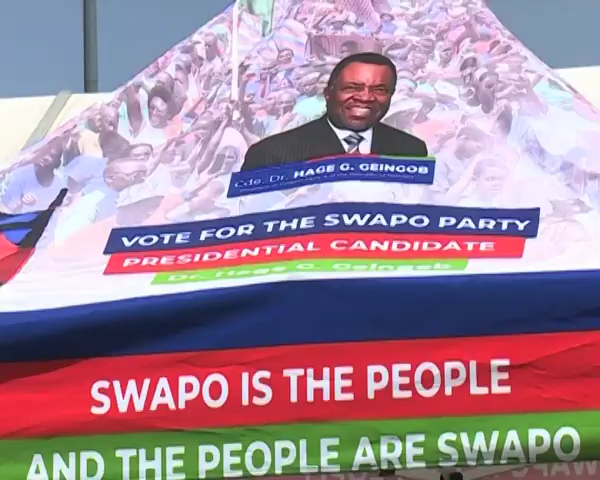 Cde. Dr. HAGE G. GEINGOB
VOTE FOR THE SWAPO PARTY
PRESIDENTIAL CANDIDATE
Dr. Hage G. Geingob
SWAPO IS THE PEOPLE
AND THE PEOPLE ARE SWAPO